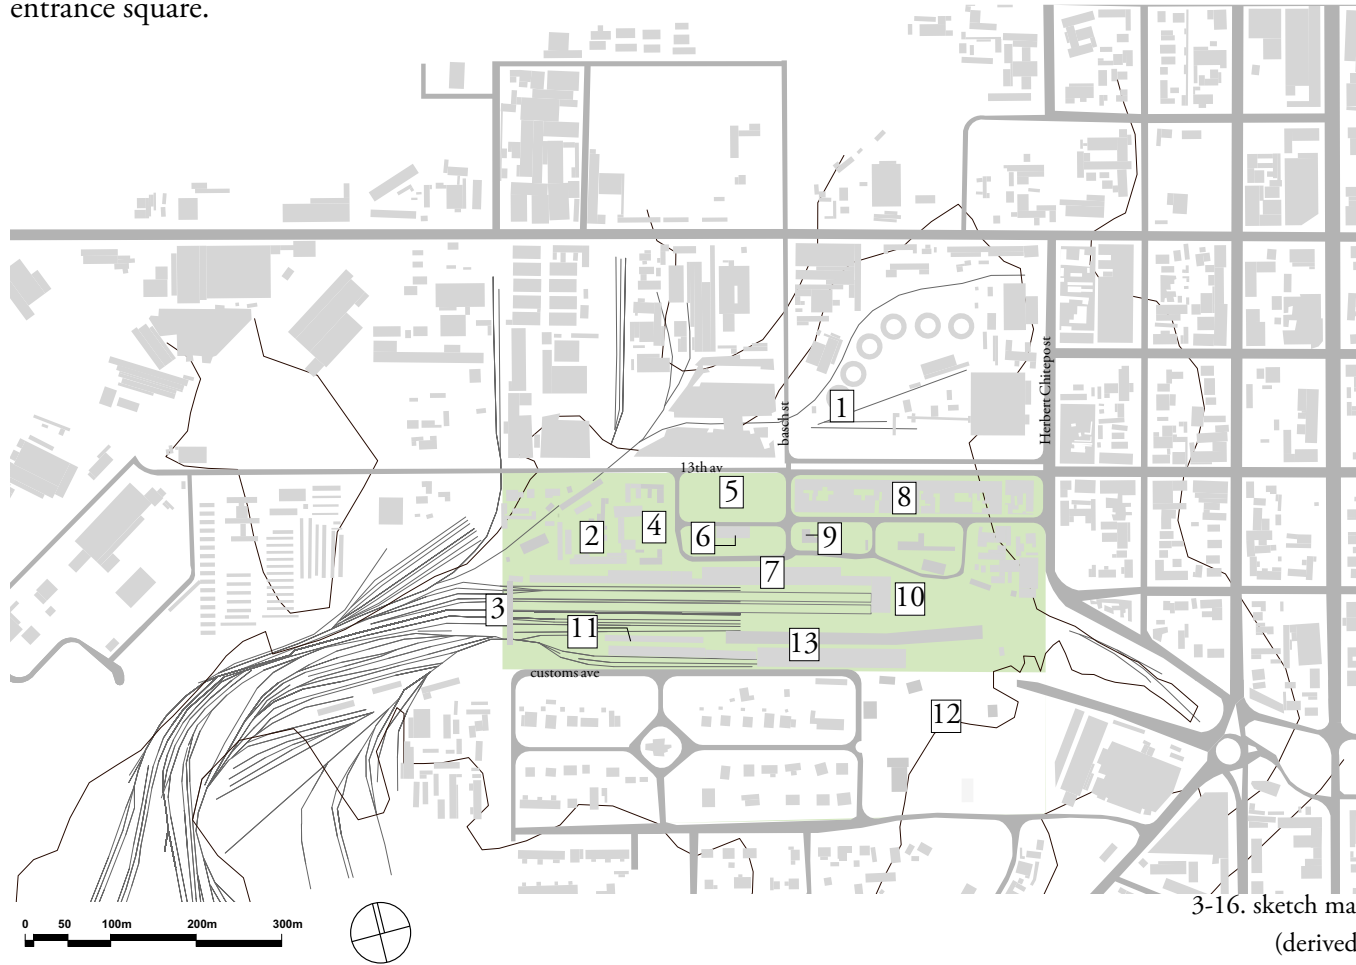 entrance square.
basch st
Herbert Chitepo st
1
13th av
5
8
2
4
6
9
7
10
3
11
13
customs ave
12
0 50 100m 200m 300m
3-16. sketch ma
(derived